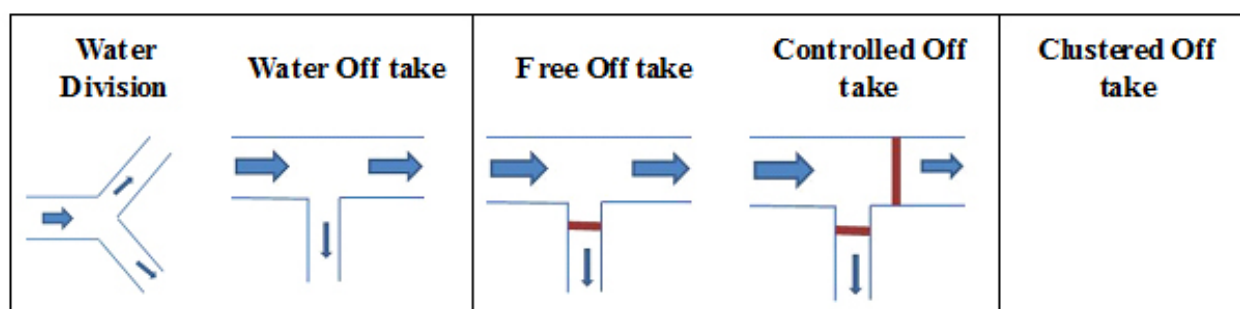 Water
Division
Water Off take
Free Off take
Controlled Off
take
Clustered Off
take